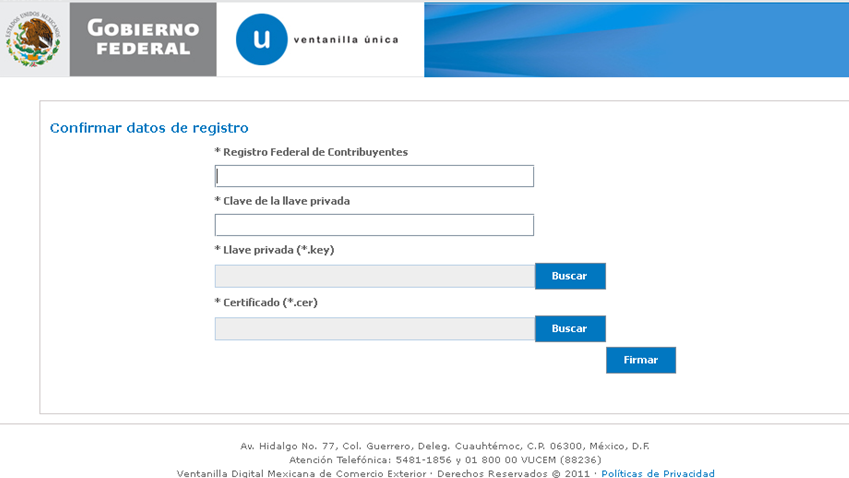 ESTADOS UNIDOS MEXICANOS
GOBIERNO
FEDERAL
u
ventanilla única
Confirmar datos de registro
* Registro Federal de Contribuyentes
* Clave de la llave privada
* Llave privada (*.key)
Buscar
* Certificado (*.cer)
Buscar
Firmar
Av. Hidalgo No. 77, Col. Guerrero, Deleg. Cuauhtémoc, C.P. 06300, México, D.F.
Atención Telefónica: 5481-1856 y 01 800 00 VUCEM (88236)
Ventanilla Digital Mexicana de Comercio Exterior · Derechos Reservados © 2011 · Políticas de Privacidad